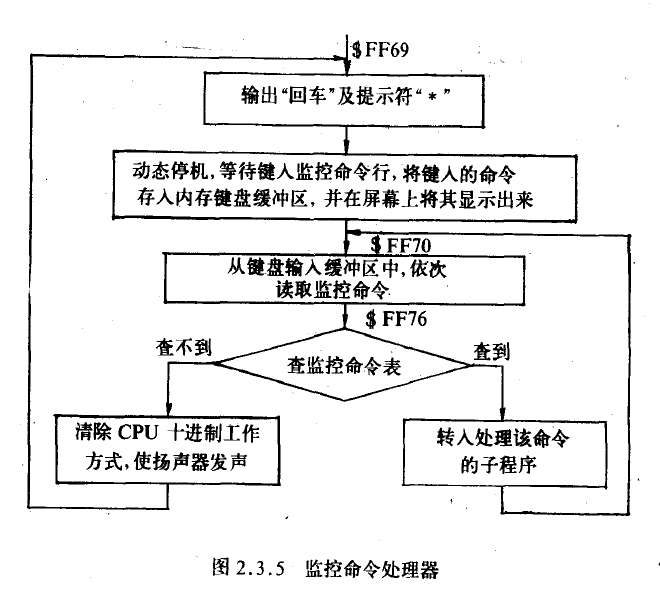 $FF69
输出“回车”及提示符“*”
动态停机,等待键入监控命令行,将键入的命令
存入内存键盘缓冲区,并在屏幕上将其显示出来
$FF70
从键盘输入缓冲区中,依次
读取监控命令
$FF76
查不到
查监控命令表
查到
清除 CPU 十进制工作
方式,使扬声器发声
转入处理该命令
的子程序
图 2.3.5 监控命令处理器